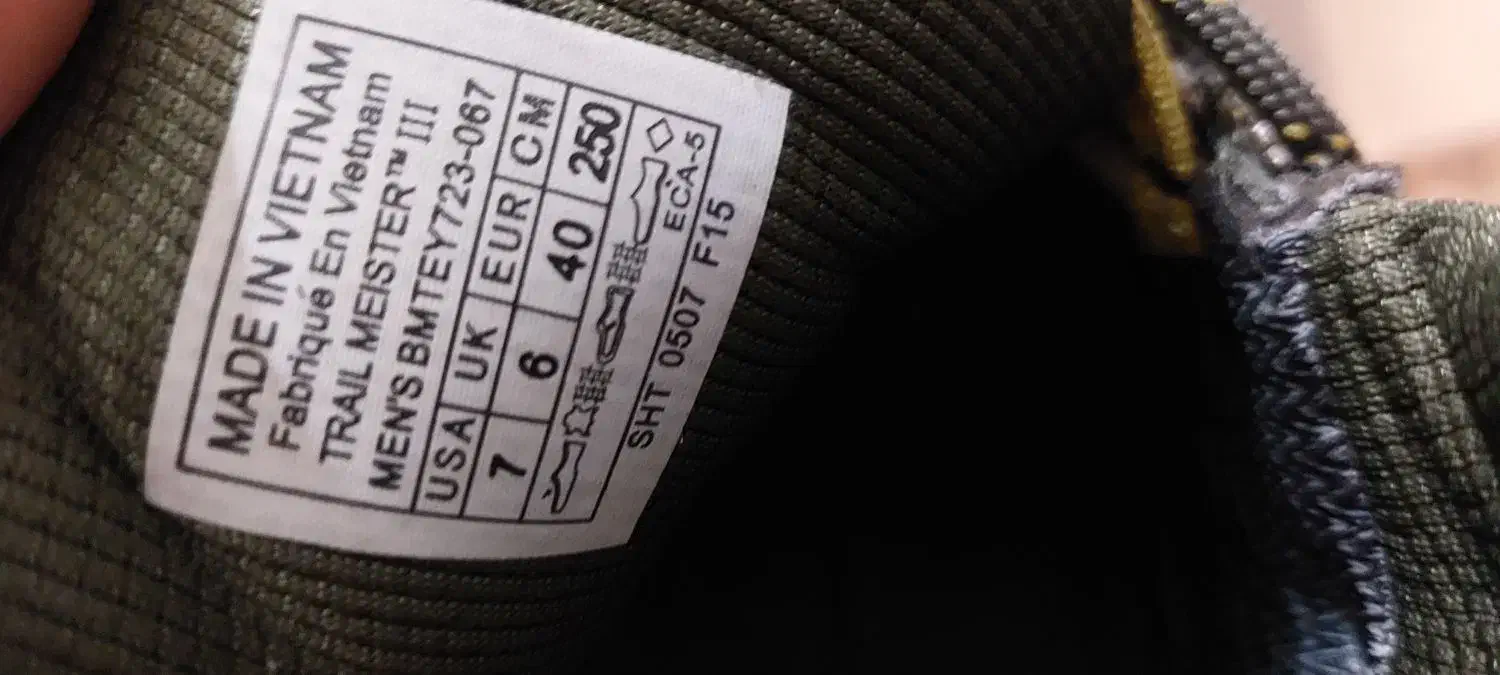 MADE IN VIETNAM
Fabriqué En Vietnam
TRAIL MEISTER™ III
MEN'S BMTEY723-067
USA UK EUR CM
7 6 40 250
ECA-5
SHT 0507 F15